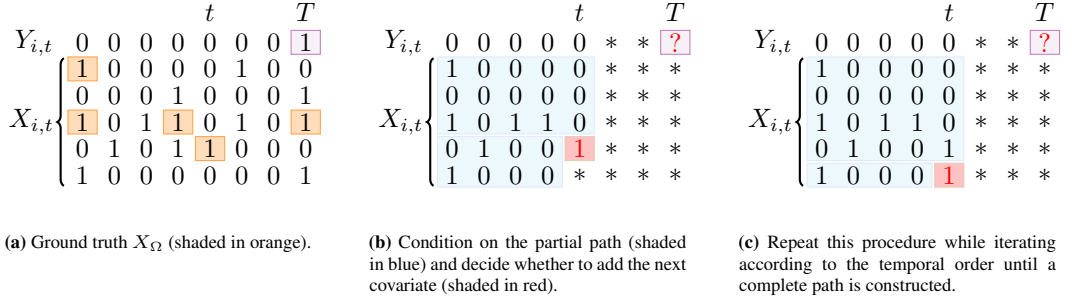 t T
Y_{i,t} 0 0 0 0 0 0 0 1
1 0 0 0 0 1 0 0
0 0 0 1 0 0 0 1
X_{i,t} 1 0 1 1 0 1 0 1
0 1 0 1 1 0 0 0
1 0 0 0 0 0 0 1
(a) Ground truth X_Ω (shaded in orange).
t T
Y_{i,t} 0 0 0 0 0 * * ?
1 0 0 0 0 * * *
0 0 0 0 0 * * *
X_{i,t} 1 0 1 1 0 * * *
0 1 0 0 1 * * *
1 0 0 0 * * * *
(b) Condition on the partial path (shaded
in blue) and decide whether to add the next
covariate (shaded in red).
t T
Y_{i,t} 0 0 0 0 0 * * ?
1 0 0 0 0 * * *
0 0 0 0 0 * * *
X_{i,t} 1 0 1 1 0 * * *
0 1 0 0 1 * * *
1 0 0 0 1 * * *
(c) Repeat this procedure while iterating
according to the temporal order until a
complete path is constructed.